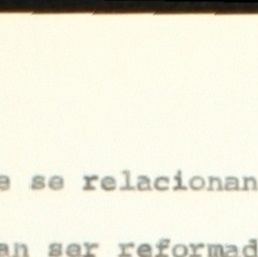 e se relacionan
an ser reformad